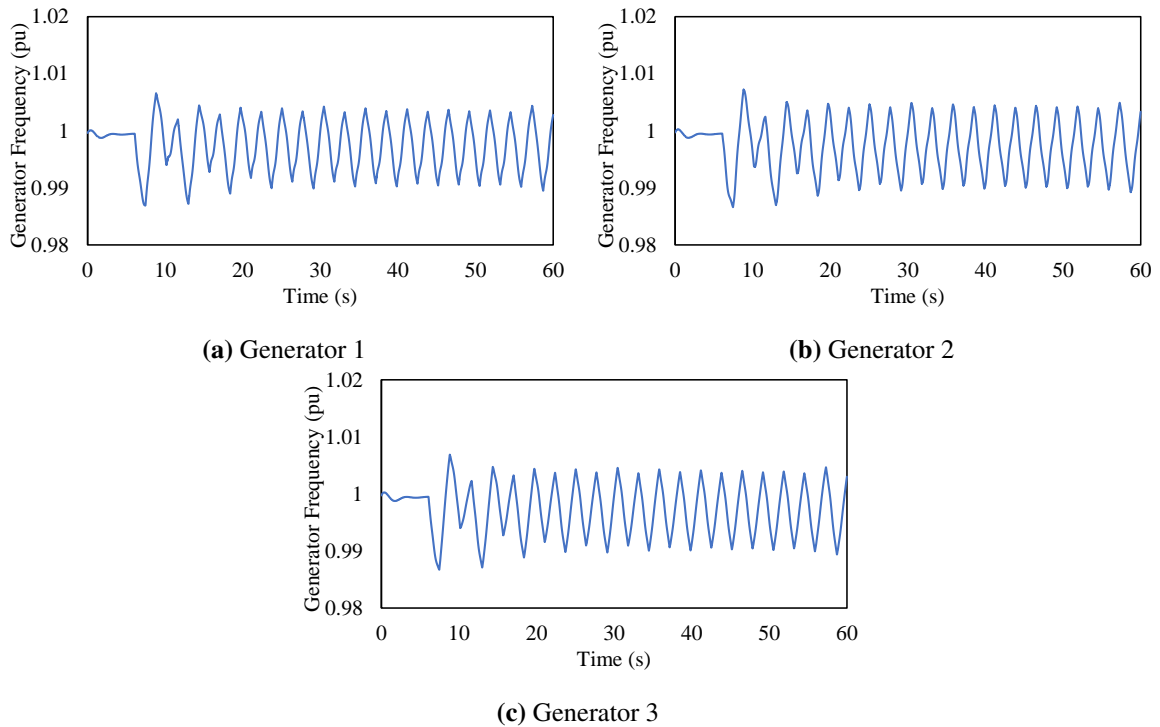 Generator Frequency (pu)
1.02
1.01
1
0.99
0.98
0 10 20 30 40 50 60
Time (s)
(a) Generator 1
Generator Frequency (pu)
1.02
1.01
1
0.99
0.98
0 10 20 30 40 50 60
Time (s)
(b) Generator 2
Generator Frequency (pu)
1.02
1.01
1
0.99
0.98
0 10 20 30 40 50 60
Time (s)
(c) Generator 3